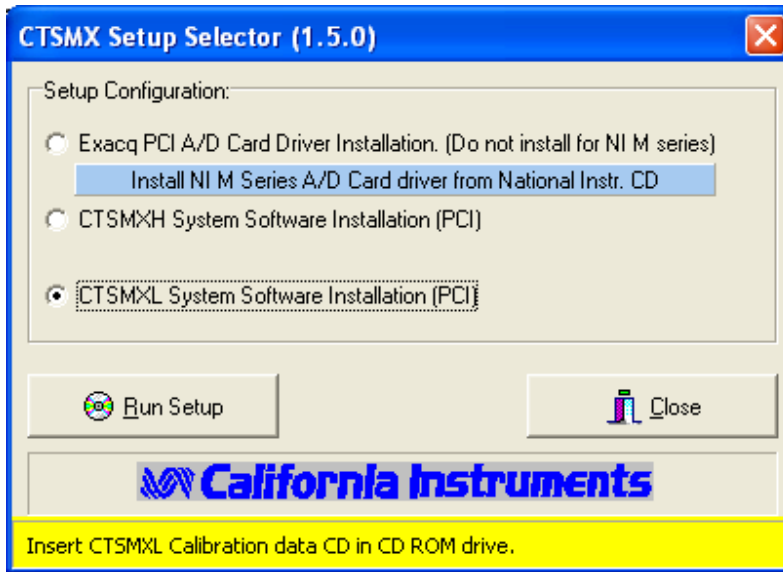 CTSMX Setup Selector (1.5.0)
Setup Configuration:
Exacq PCI A/D Card Driver Installation. (Do not install for NI M series)
Install NI M Series A/D Card driver from National Instr. CD
CTSMXH System Software Installation (PCI)
CTSMXL System Software Installation (PCI)
Run Setup
Close
California Instruments
Insert CTSMXL Calibration data CD in CD ROM drive.